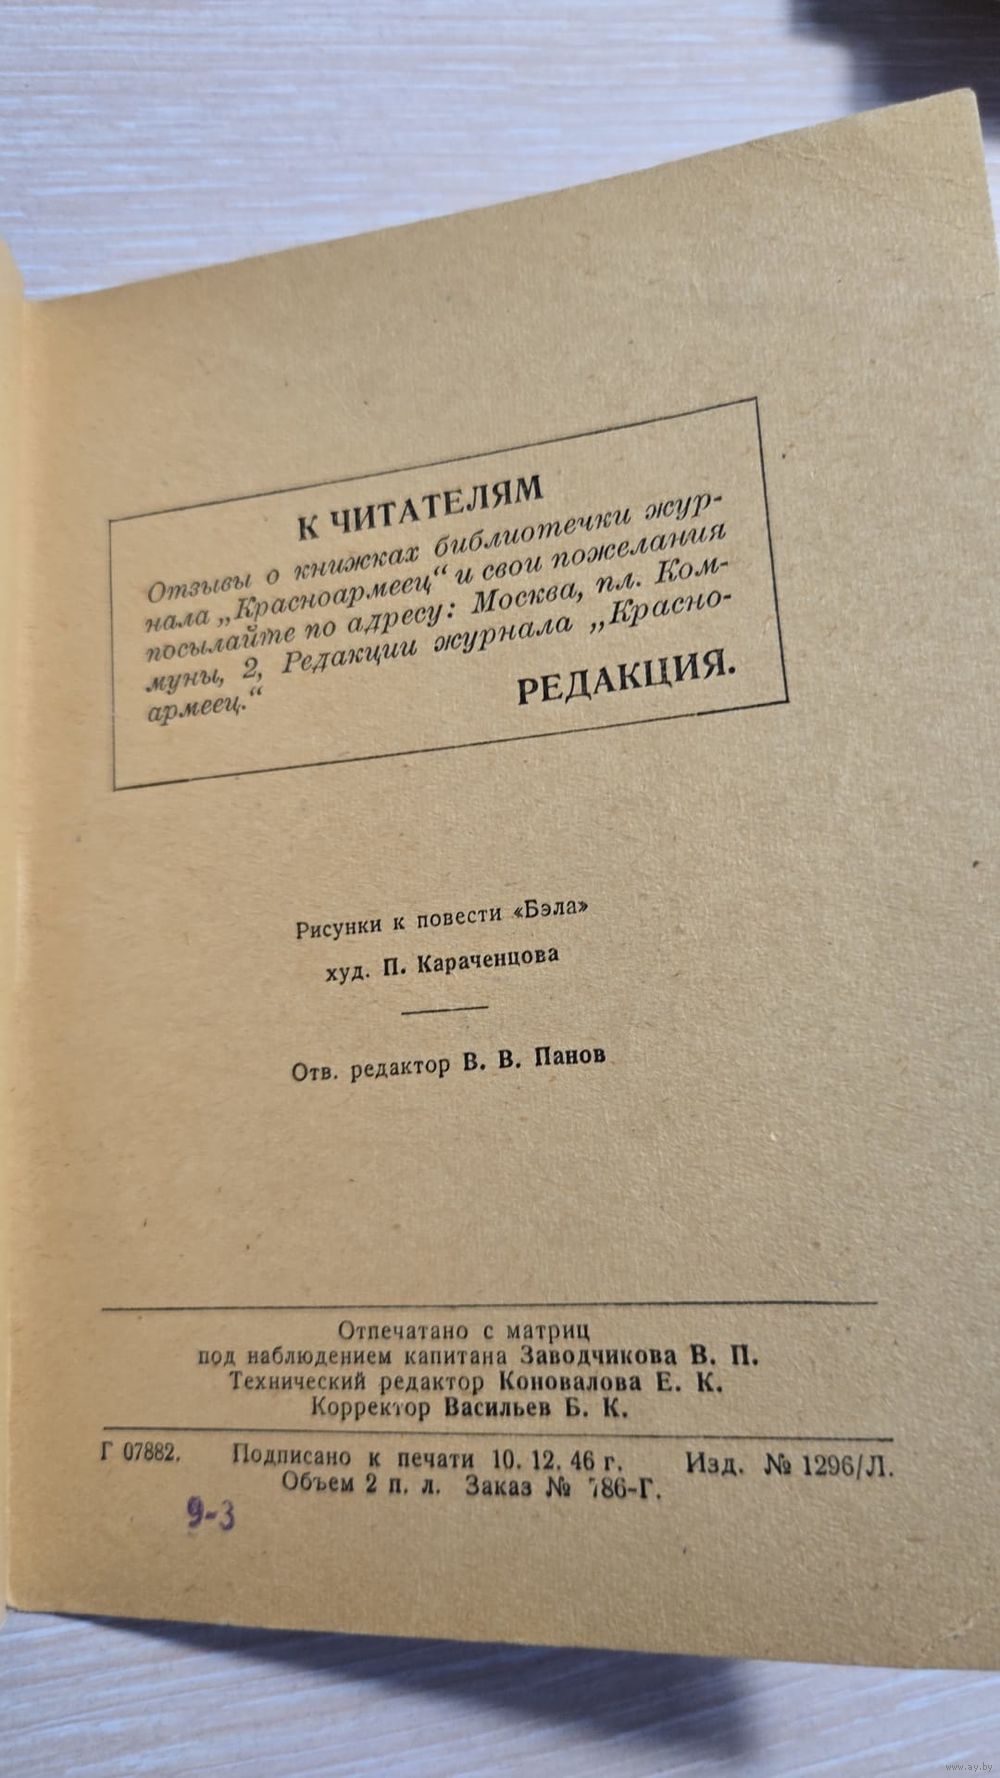 К ЧИТАТЕЛЯМ
Отзывы о книжках библиотечки жур-
нала „Красноармеец“ и свои пожелания
посылайте по адресу: Москва, пл. Ком-
муны, 2, Редакции журнала „Красно-
армеец.“
РЕДАКЦИЯ.
Рисунки к повести «Бэла»
худ. П. Караченцова
Отв. редактор В. В. Панов
Отпечатано с матриц
под наблюдением капитана Заводчикова В. П.
Технический редактор Коновалова Е. К.
Корректор Васильев Б. К.
Г 07882. Подписано к печати 10. 12. 46 г. Изд. № 1296/Л.
Объем 2 п. л. Заказ № 786-Г.
9-3
www.ay.by